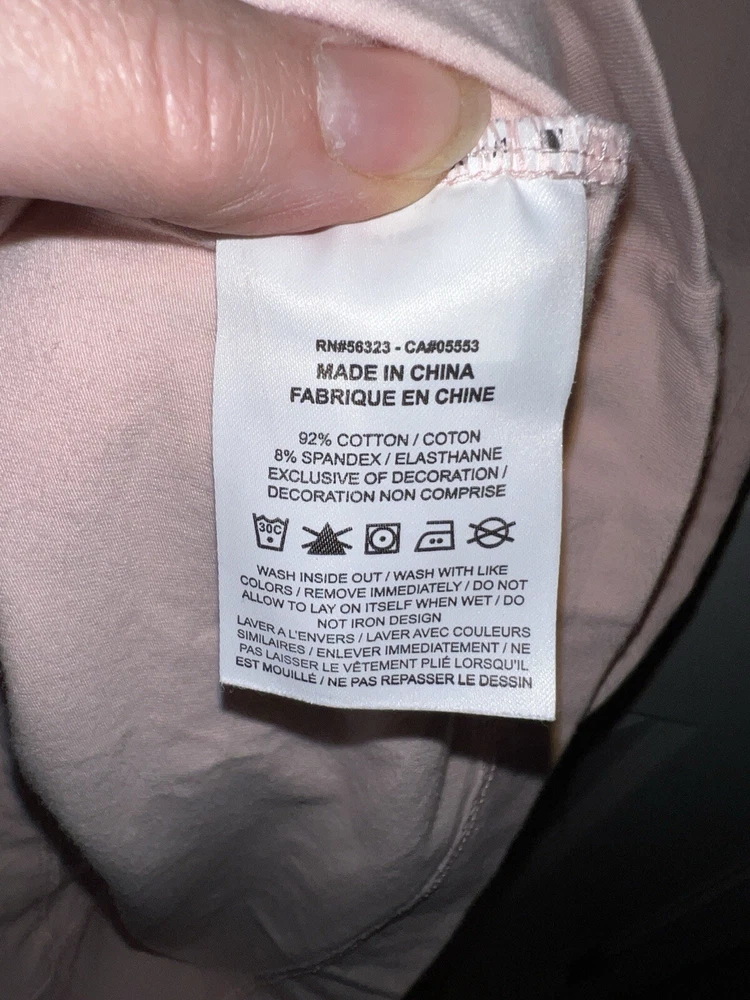 RN#56323 - CA#05553
MADE IN CHINA
FABRIQUE EN CHINE
92% COTTON / COTON
8% SPANDEX / ELASTHANNE
EXCLUSIVE OF DECORATION /
DECORATION NON COMPRISE
30C
WASH INSIDE OUT / WASH WITH LIKE
COLORS / REMOVE IMMEDIATELY / DO NOT
ALLOW TO LAY ON ITSELF WHEN WET / DO
NOT IRON DESIGN
LAVER A L'ENVERS / LAVER AVEC COULEURS
SIMILAIRES / ENLEVER IMMEDIATEMENT / NE
PAS LAISSER LE VÊTEMENT PLIÉ LORSQU'IL
EST MOUILLÉ / NE PAS REPASSER LE DESSIN